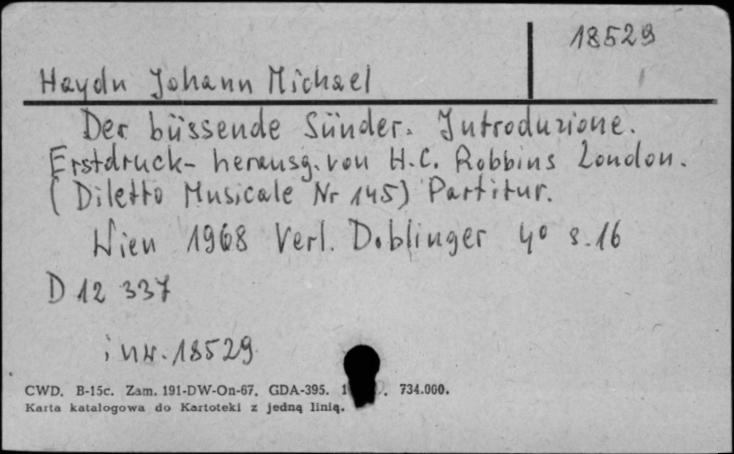 18529
Haydn Johann Michael
Der büssende Sünder. Introduzione.
Erstdruck- herausg. von H.C. Robbins London.
(Diletto Musicale Nr 145) Partitur.
Wien 1968 Verl. Doblinger 4° s. 16
D 12 337
inw. 18529
CWD. B-15c. Zam. 191-DW-On-67. GDA-395. 734.000.
Karta katalogowa do Kartoteki z jedną linią.